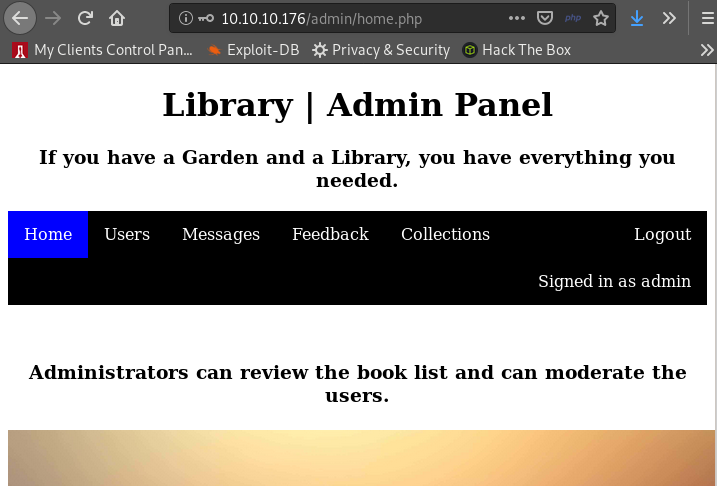 10.10.10.176/admin/home.php
php
My Clients Control Pan... Exploit-DB Privacy & Security Hack The Box
Library | Admin Panel
If you have a Garden and a Library, you have everything you
needed.
Home Users Messages Feedback Collections Logout
Signed in as admin
Administrators can review the book list and can moderate the
users.